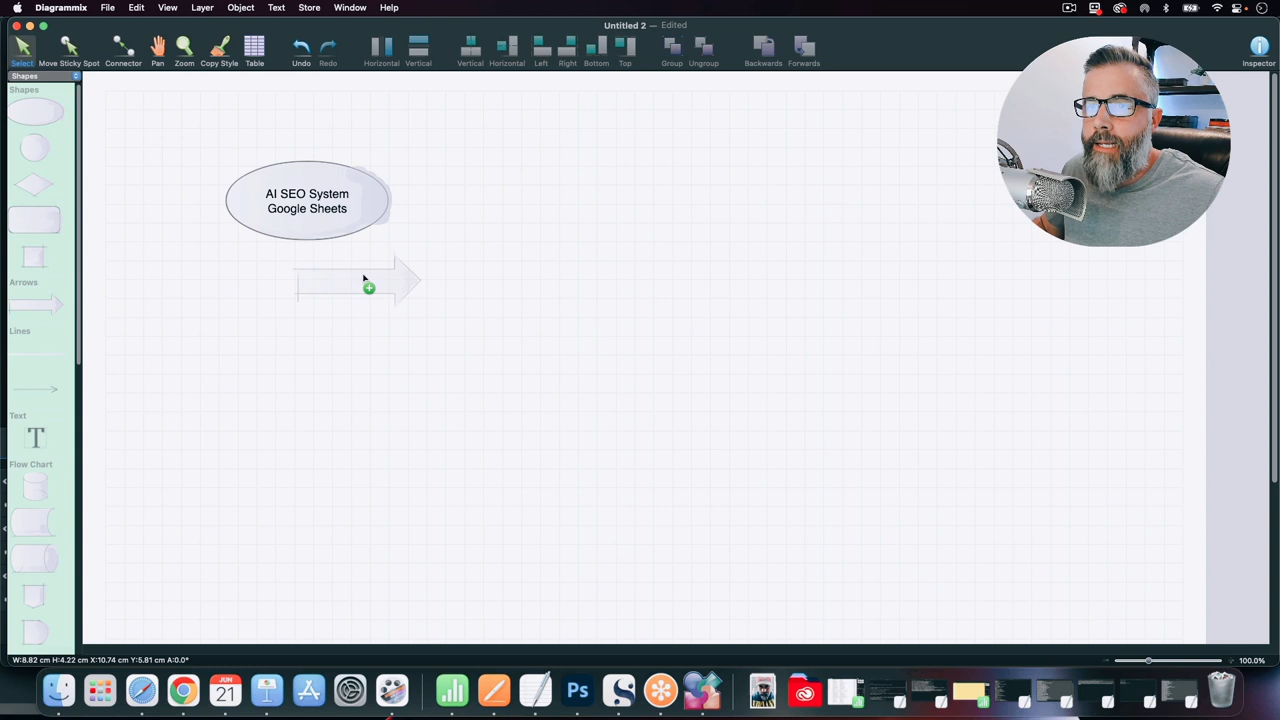 Diagrammix File Edit View Layer Object Text Store Window Help
Untitled 2 — Edited
Select Move Sticky Spot Connector Pan Zoom Copy Style Table Undo Redo Horizontal Vertical Vertical Horizontal Left Right Bottom Top Group Ungroup Backwards Forwards Inspector
Shapes
Shapes
AI SEO System
Google Sheets
Arrows
Lines
Text
T
Flow Chart
W:8.82 cm H:4.22 cm X:10.74 cm Y:5.81 cm A:0.0°
100.0%
JUN
21
Ps